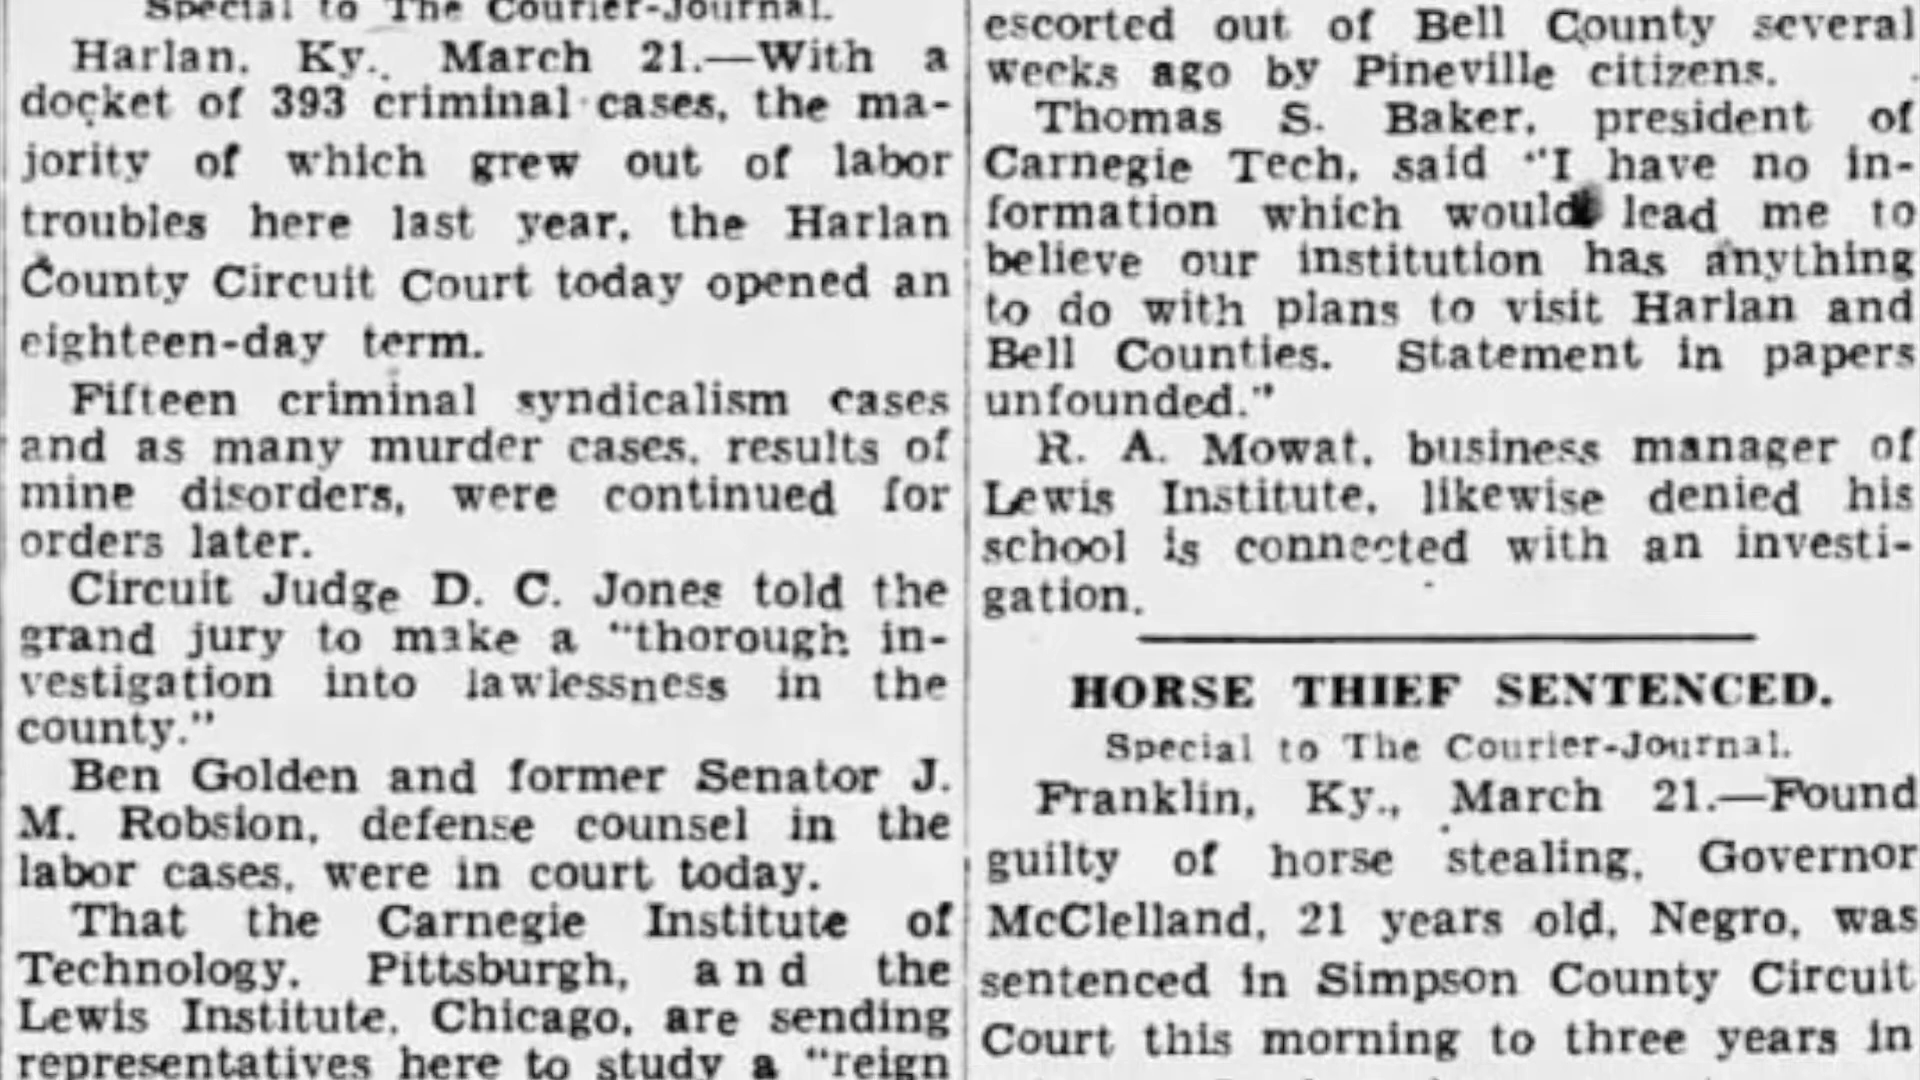 Special to The Courier-Journal.
Harlan, Ky., March 21.—With a
docket of 393 criminal cases, the ma-
jority of which grew out of labor
troubles here last year, the Harlan
County Circuit Court today opened an
eighteen-day term.
Fifteen criminal syndicalism cases
and as many murder cases, results of
mine disorders, were continued for
orders later.
Circuit Judge D. C. Jones told the
grand jury to make a "thorough in-
vestigation into lawlessness in the
county."
Ben Golden and former Senator J.
M. Robsion, defense counsel in the
labor cases, were in court today.
That the Carnegie Institute of
Technology, Pittsburgh, and the
Lewis Institute, Chicago, are sending
representatives here to study a "reign
escorted out of Bell County several
weeks ago by Pineville citizens.
Thomas S. Baker, president of
Carnegie Tech, said "I have no in-
formation which would lead me to
believe our institution has anything
to do with plans to visit Harlan and
Bell Counties. Statement in papers
unfounded."
R. A. Mowat, business manager of
Lewis Institute, likewise denied his
school is connected with an investi-
gation.
HORSE THIEF SENTENCED.
Special to The Courier-Journal.
Franklin, Ky., March 21.—Found
guilty of horse stealing, Governor
McClelland, 21 years old, Negro, was
sentenced in Simpson County Circuit
Court this morning to three years in